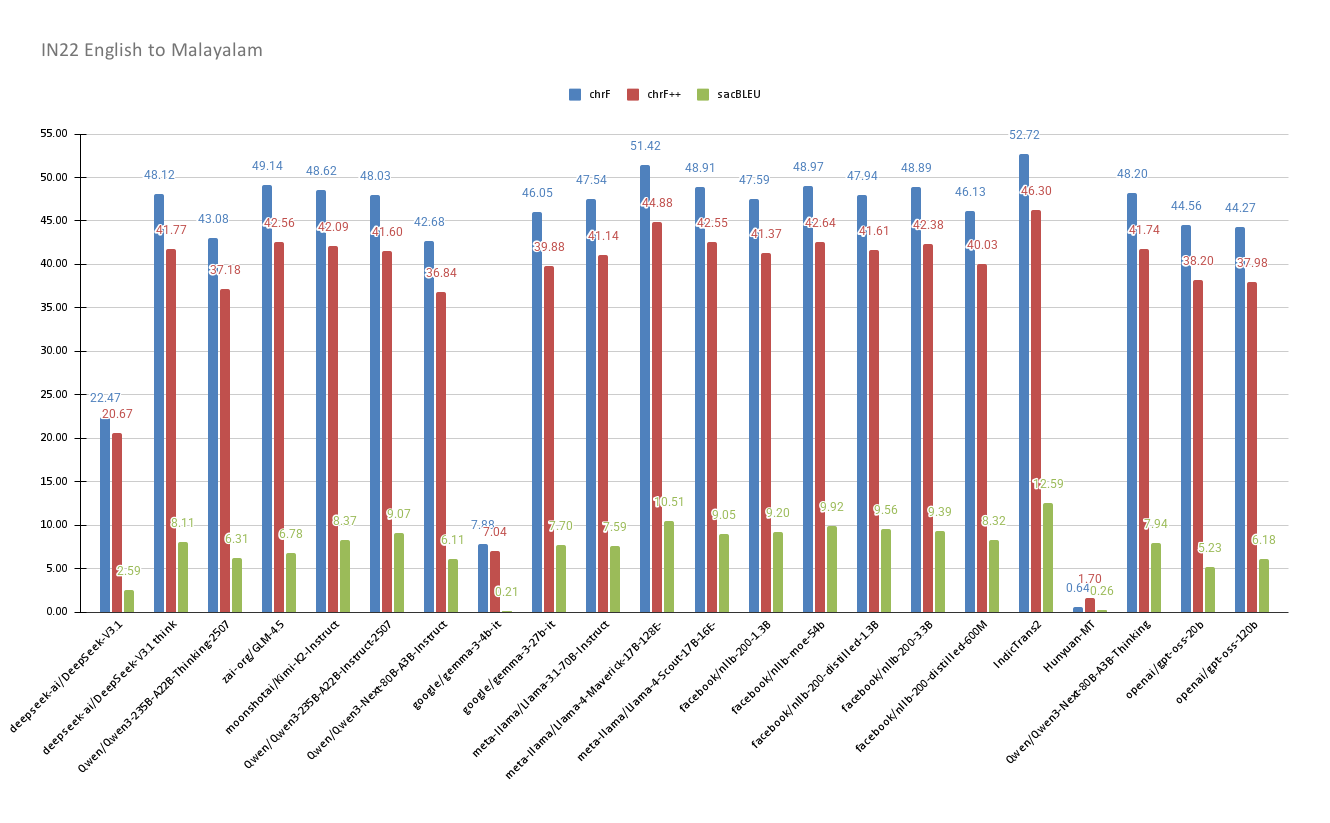 IN22 English to Malayalam
chrF chrF++ sacBLEU
55.00
50.00
45.00
40.00
35.00
30.00
25.00
20.00
15.00
10.00
5.00
0.00
22.47 20.67 2.59
48.12 41.77 8.11
43.08 37.18 6.31
49.14 42.56 6.78
48.62 42.09 8.37
48.03 41.60 9.07
42.68 36.84 6.11
7.88 7.04 0.21
46.05 39.88 7.70
47.54 41.14 7.59
51.42 44.88 10.51
48.91 42.55 9.05
47.59 41.37 9.20
48.97 42.64 9.92
47.94 41.61 9.56
48.89 42.38 9.39
46.13 40.03 8.32
52.72 46.30 12.59
0.64 1.70 0.26
48.20 41.74 7.94
44.56 38.20 5.23
44.27 37.98 6.18
deepseek-ai/DeepSeek-V3.1
deepseek-ai/DeepSeek-V3.1 think
Qwen/Qwen3-235B-A22B-Thinking-2507
zai-org/GLM-4.5
moonshotai/Kimi-K2-Instruct
Qwen/Qwen3-235B-A22B-Instruct-2507
Qwen/Qwen3-Next-80B-A3B-Instruct
google/gemma-3-4b-it
google/gemma-3-27b-it
meta-llama/Llama-3.1-70B-Instruct
meta-llama/Llama-4-Maverick-17B-128E-
meta-llama/Llama-4-Scout-17B-16E-
facebook/nllb-200-1.3B
facebook/nllb-moe-54b
facebook/nllb-200-distilled-1.3B
facebook/nllb-200-3.3B
facebook/nllb-200-distilled-600M
IndicTrans2
Hunyuan-MT
Qwen/Qwen3-Next-80B-A3B-Thinking
openai/gpt-oss-20b
openai/gpt-oss-120b